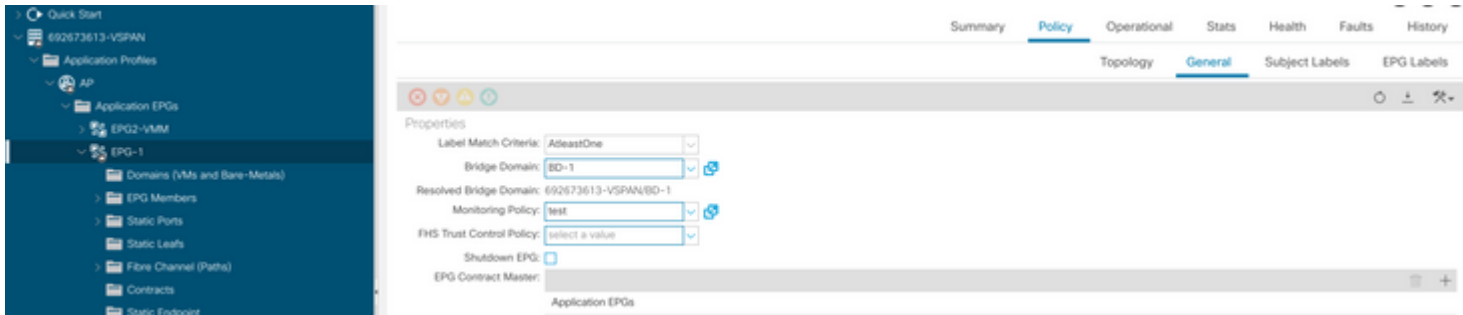 Quick Start
692673613-VSPAN
Application Profiles
AP
Application EPGs
EPG2-VMM
EPG-1
Domains (VMs and Bare-Metals)
EPG Members
Static Ports
Static Leafs
Fibre Channel (Paths)
Contracts
Static Endpoint
Summary Policy Operational Stats Health Faults History
Topology General Subject Labels EPG Labels
Properties
Label Match Criteria: AtleastOne
Bridge Domain: BD-1
Resolved Bridge Domain: 692673613-VSPAN/BD-1
Monitoring Policy: test
FHS Trust Control Policy: select a value
Shutdown EPG:
EPG Contract Master:
Application EPGs